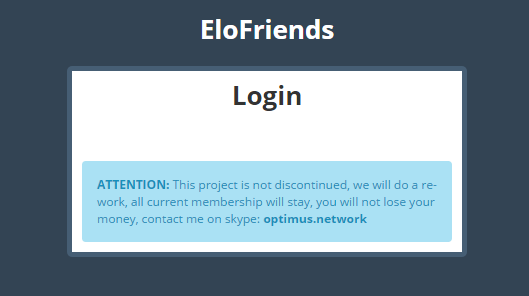 EloFriends
Login
ATTENTION: This project is not discontinued, we will do a re-
work, all current membership will stay, you will not lose your
money, contact me on skype: optimus.network